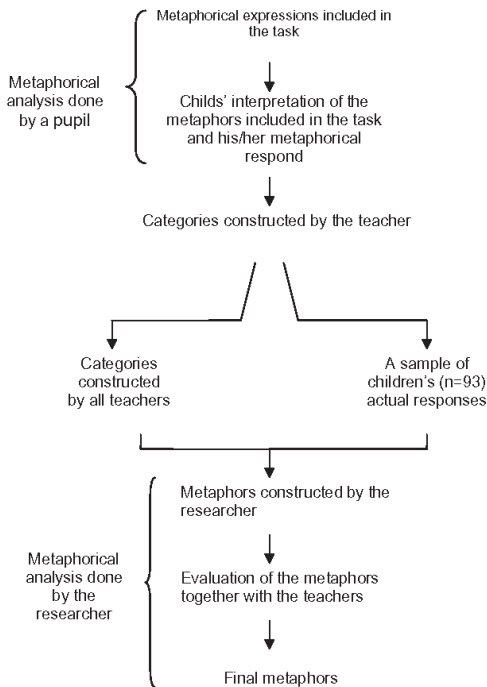 Metaphorical expressions included in
the task
Metaphorical
analysis done
by a pupil
Childs' interpretation of the
metaphors included in the task
and his/her metaphorical
respond
Categories constructed by the teacher
Categories
constructed
by all teachers
A sample of
children's (n=93)
actual responses
Metaphors constructed by the
researcher
Metaphorical
analysis done
by the
researcher
Evaluation of the metaphors
together with the teachers
Final metaphors